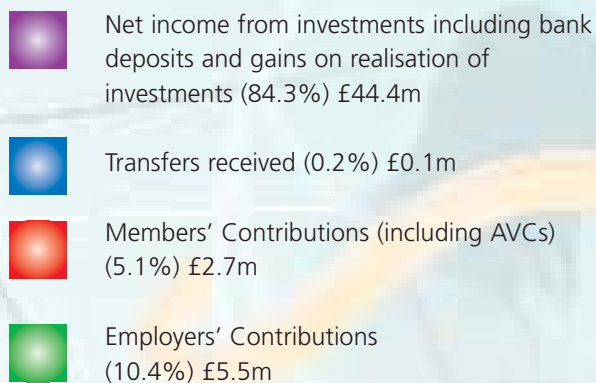 Net income from investments including bank
deposits and gains on realisation of
investments (84.3%) £44.4m
Transfers received (0.2%) £0.1m
Members’ Contributions (including AVCs)
(5.1%) £2.7m
Employers’ Contributions
(10.4%) £5.5m